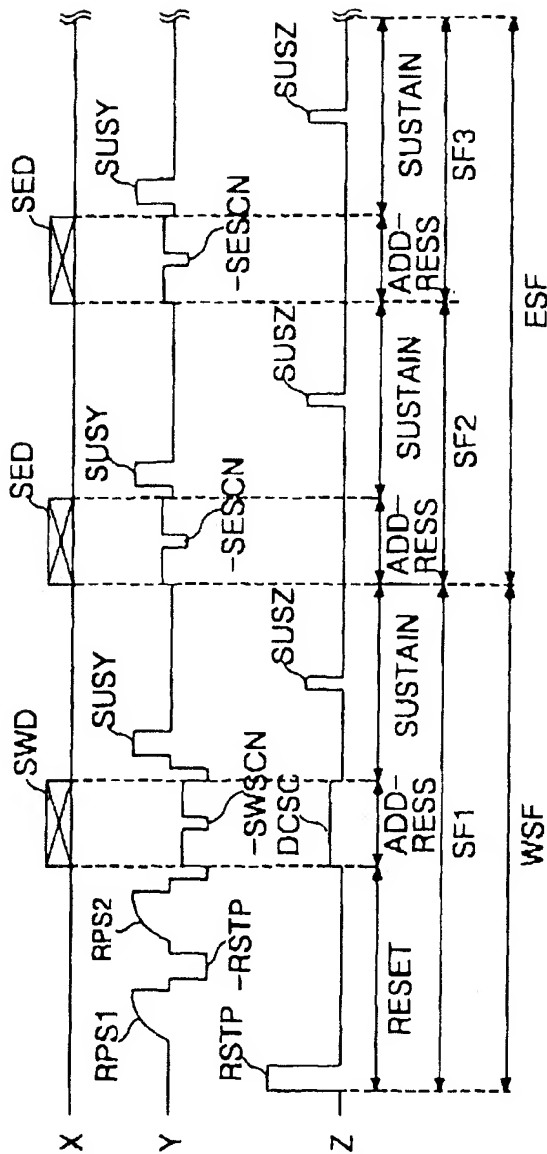 X
SWD
SED
SED
Y
RPS1
RPS2
SUSY
SUSY
SUSY
-RSTP
-SWSCN
-SESCN
-SESCN
Z
RSTP
DCSC
SUSZ
SUSZ
SUSZ
RESET
ADD-
RESS
SUSTAIN
ADD-
RESS
SUSTAIN
ADD-
RESS
SUSTAIN
SF1
SF2
SF3
WSF
ESF